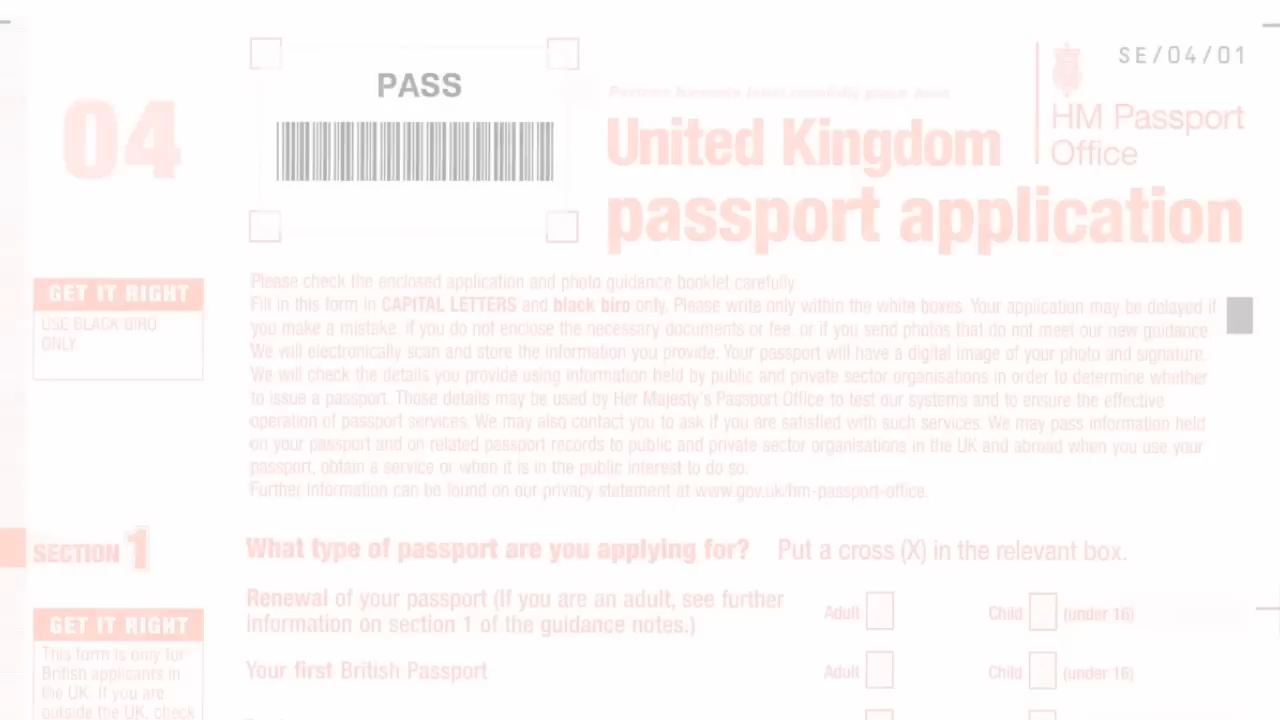 SE/04/01
PASS
04
HM Passport
Office
United Kingdom
passport application
Please check the enclosed application and photo guidance booklet carefully.
Fill in this form in CAPITAL LETTERS and black biro only. Please write only within the white boxes. Your application may be delayed if
you make a mistake, if you do not enclose the necessary documents or fee, or if you send photos that do not meet our new guidance.
We will electronically scan and store the information you provide. Your passport will have a digital image of your photo and signature.
We will check the details you provide using information held by public and private sector organisations in order to determine whether
to issue a passport. Those details may be used by Her Majesty's Passport Office to test our systems and to ensure the effective
operation of passport services. We may also contact you to ask if you are satisfied with such services. We may pass information held
on your passport and on related passport records to public and private sector organisations in the UK and abroad when you use your
passport, obtain a service or when it is in the public interest to do so.
Further information can be found on our privacy statement at www.gov.uk/hm-passport-office.
GET IT RIGHT
USE BLACK BIRO
ONLY.
SECTION 1
What type of passport are you applying for? Put a cross (X) in the relevant box.
Renewal of your passport (If you are an adult, see further
information on section 1 of the guidance notes.)
Adult
Child
(under 16)
Your first British Passport
Adult
Child
(under 16)
GET IT RIGHT
This form is only for
British applicants in
the UK. If you are
outside the UK, check